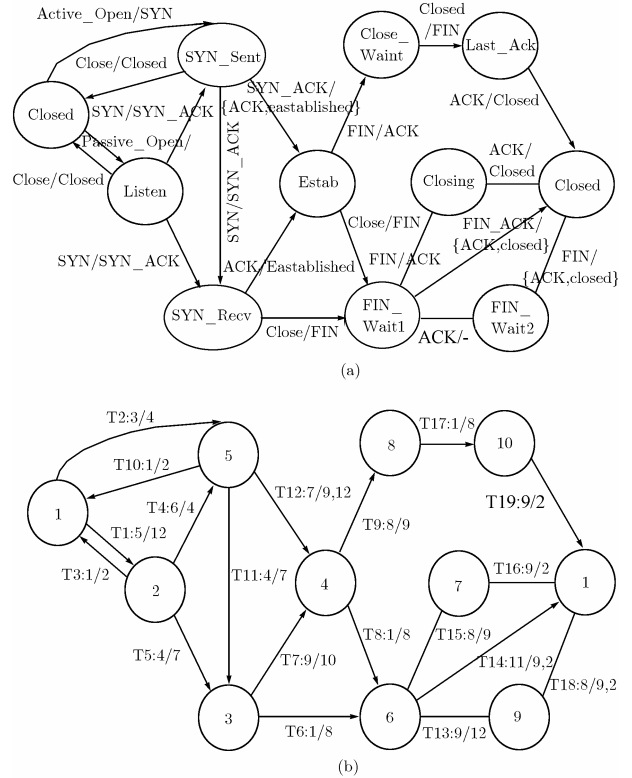 Active_Open/SYN
SYN_Sent
Close/Closed
Closed
SYN/SYN_ACK
SYN_ACK/
{ACK,eastablished}
Passive_Open/
Close/Closed
Listen
SYN/SYN_ACK
SYN/SYN_ACK
ACK/Eastablished
SYN_Recv
Close/FIN
Estab
FIN/ACK
Close_
Waint
Closed
/FIN
Last_Ack
ACK/Closed
Closing
ACK/
Closed
Closed
Close/FIN
FIN/ACK
FIN_ACK/
{ACK,closed}
FIN/
{ACK,closed}
FIN_
Wait1
ACK/-
FIN_
Wait2
(a)
T2:3/4
5
T10:1/2
1
T4:6/4
T12:7/9,12
T1:5/12
T3:1/2
2
T11:4/7
T5:4/7
T7:9/10
3
T6:1/8
4
T9:8/9
8
T17:1/8
10
T19:9/2
7
T16:9/2
1
T8:1/8
T15:8/9
T14:11/9,2
T18:8/9,2
6
T13:9/12
9
(b)